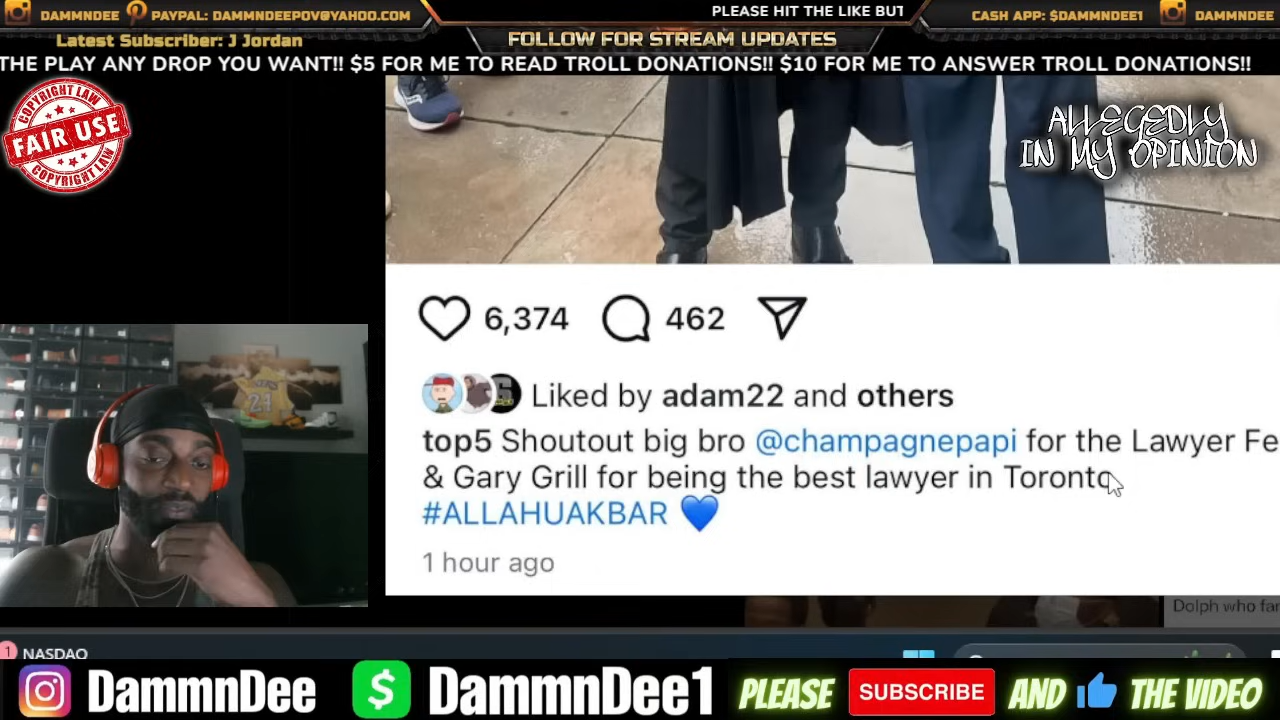 DAMMNDEE PAYPAL: DAMMNDEEPOV@YAHOO.COM
PLEASE HIT THE LIKE BUT
CASH APP: $DAMMNDEE1 DAMMNDEE
Latest Subscriber: J Jordan
FOLLOW FOR STREAM UPDATES
THE PLAY ANY DROP YOU WANT!! $5 FOR ME TO READ TROLL DONATIONS!! $10 FOR ME TO ANSWER TROLL DONATIONS!!
COPYRIGHT LAW
FAIR USE
COPYRIGHT LAW
ALLEGEDLY
IN MY OPINION
6,374 462
24
Liked by adam22 and others
top5 Shoutout big bro @champagnepapi for the Lawyer Fe
& Gary Grill for being the best lawyer in Toronto
#ALLAHUAKBAR 💙
1 hour ago
Dolph who far
1 NASDAQ
DammnDee $ DammnDee1 PLEASE SUBSCRIBE AND THE VIDEO